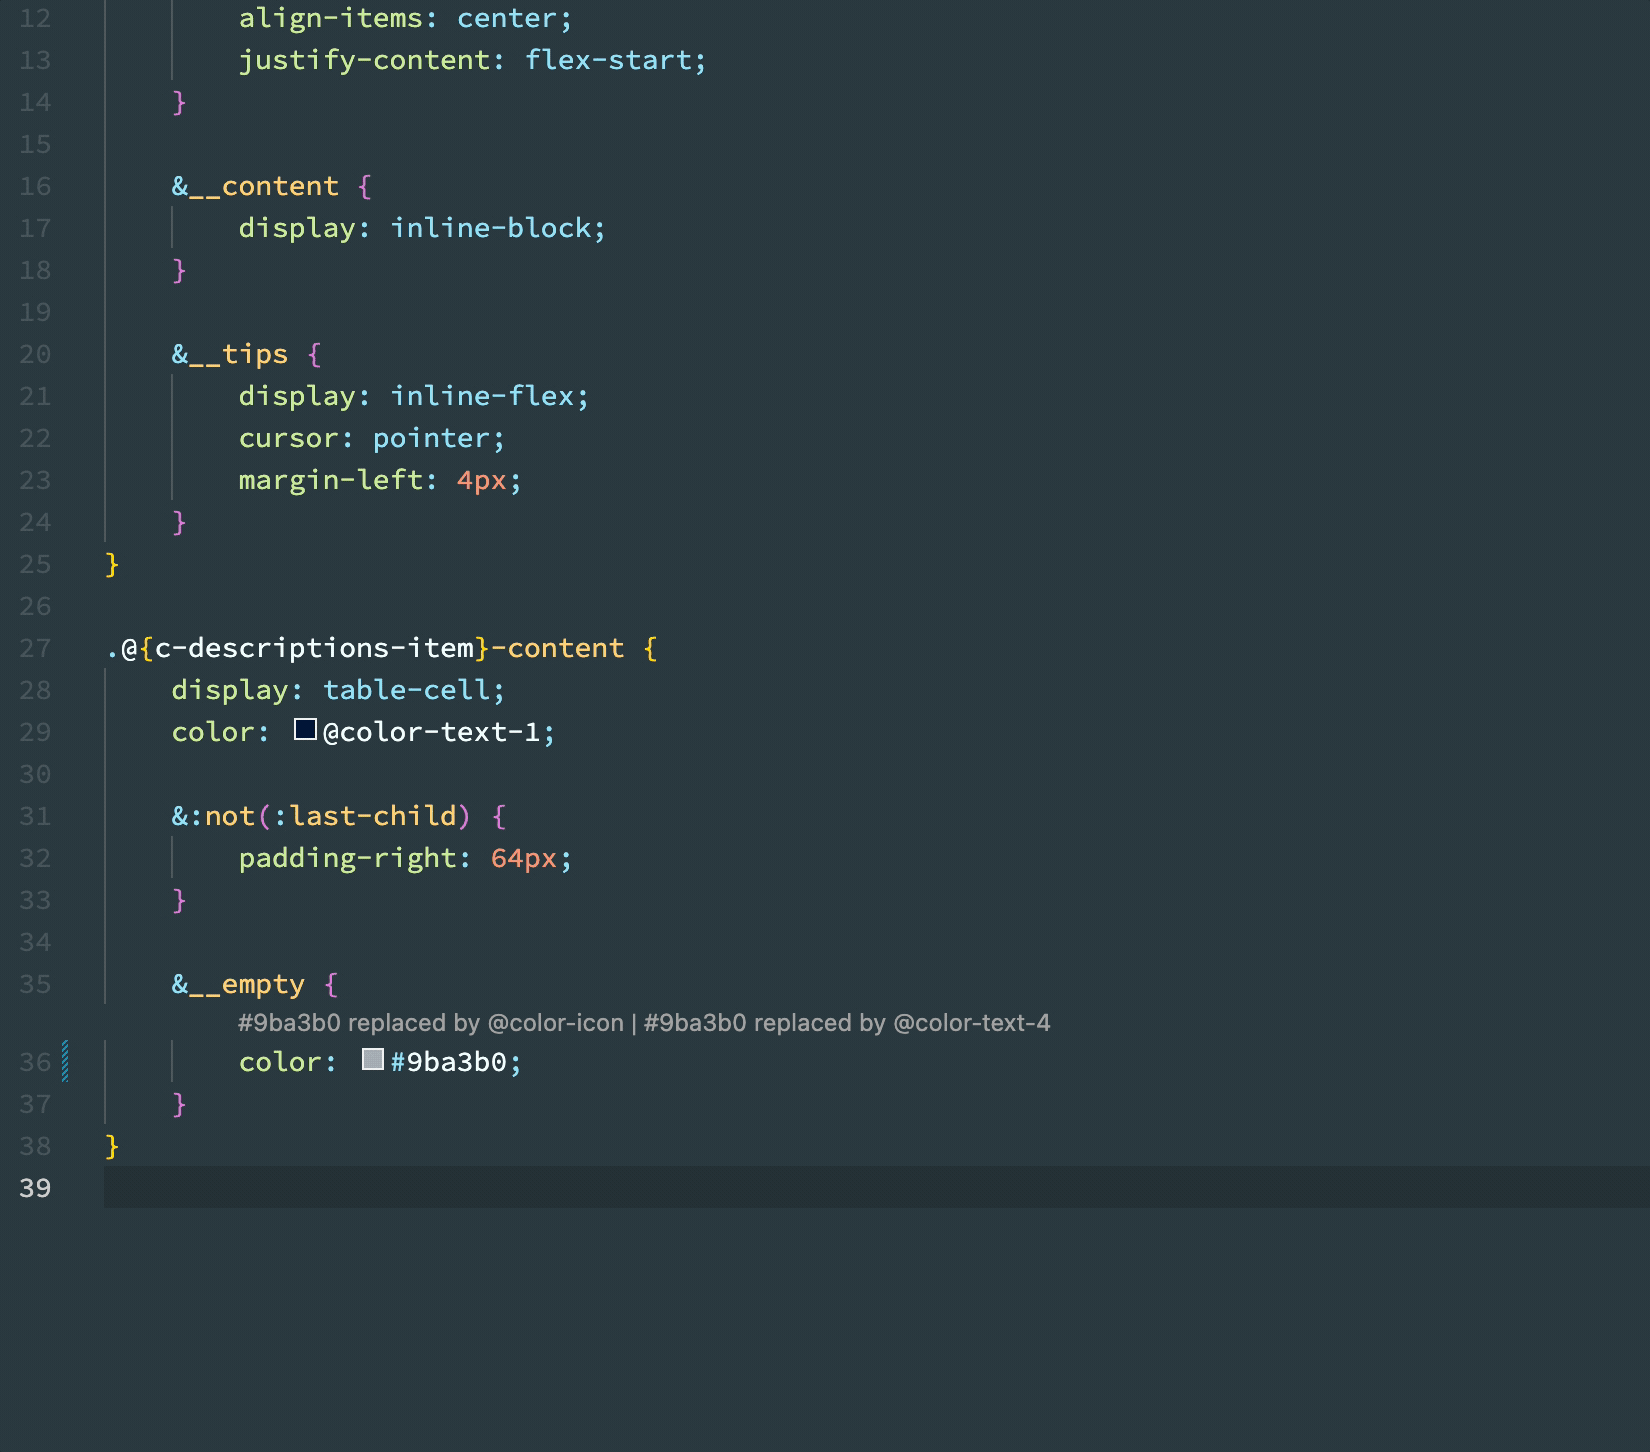 12 align-items: center;
13 justify-content: flex-start;
14 }
15
16 &__content {
17 display: inline-block;
18 }
19
20 &__tips {
21 display: inline-flex;
22 cursor: pointer;
23 margin-left: 4px;
24 }
25 }
26
27 .@{c-descriptions-item}-content {
28 display: table-cell;
29 color: @color-text-1;
30
31 &:not(:last-child) {
32 padding-right: 64px;
33 }
34
35 &__empty {
#9ba3b0 replaced by @color-icon | #9ba3b0 replaced by @color-text-4
36 color: #9ba3b0;
37 }
38 }
39